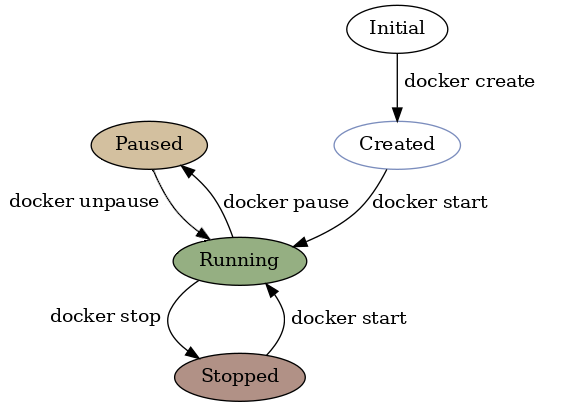 Initial
docker create
Paused
Created
docker unpause
docker pause
docker start
Running
docker stop
docker start
Stopped